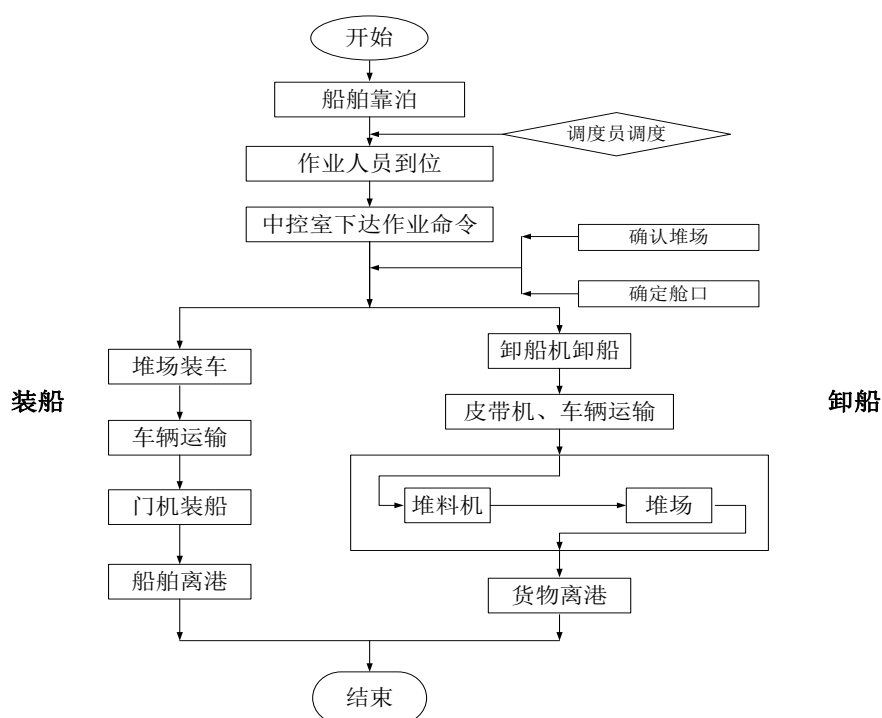 开始
船舶靠泊
调度员调度
作业人员到位
中控室下达作业命令
确认堆场
确定舱口
装船
堆场装车
车辆运输
门机装船
船舶离港
卸船机卸船
皮带机、车辆运输
堆料机
堆场
货物离港
卸船
结束